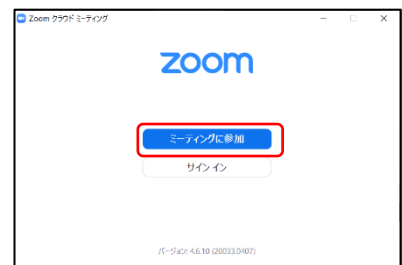 Zoom クラウド ミーティング
zoom
ミーティングに参加
サイン イン
バージョン: 4.6.10 (20033.0407)